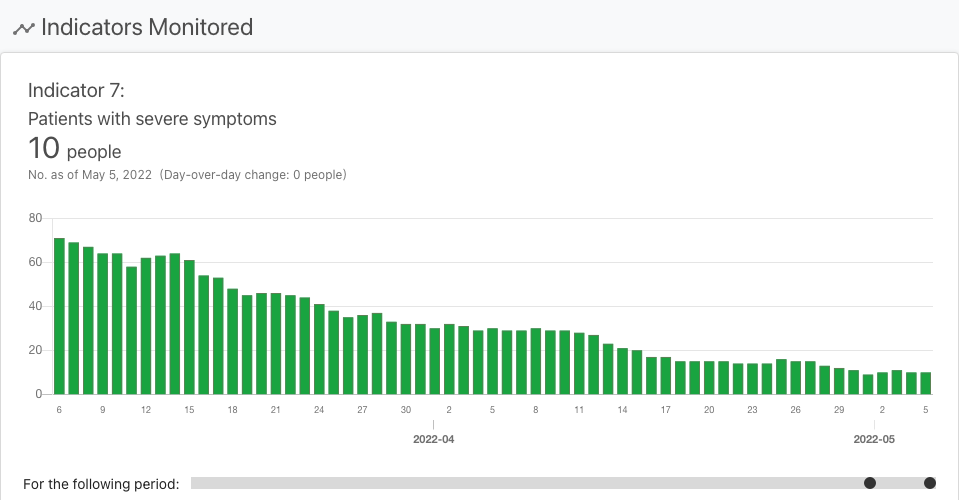 Indicators Monitored
Indicator 7:
Patients with severe symptoms
10 people
No. as of May 5, 2022 (Day-over-day change: 0 people)
80
60
40
20
0
6 9 12 15 18 21 24 27 30 2 5 8 11 14 17 20 23 26 29 2 5
2022-04 2022-05
For the following period: